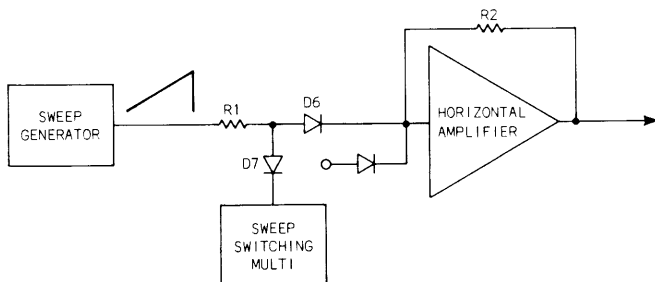 R2
SWEEP
GENERATOR
R1
D6
HORIZONTAL
AMPLIFIER
D7
SWEEP
SWITCHING
MULTI